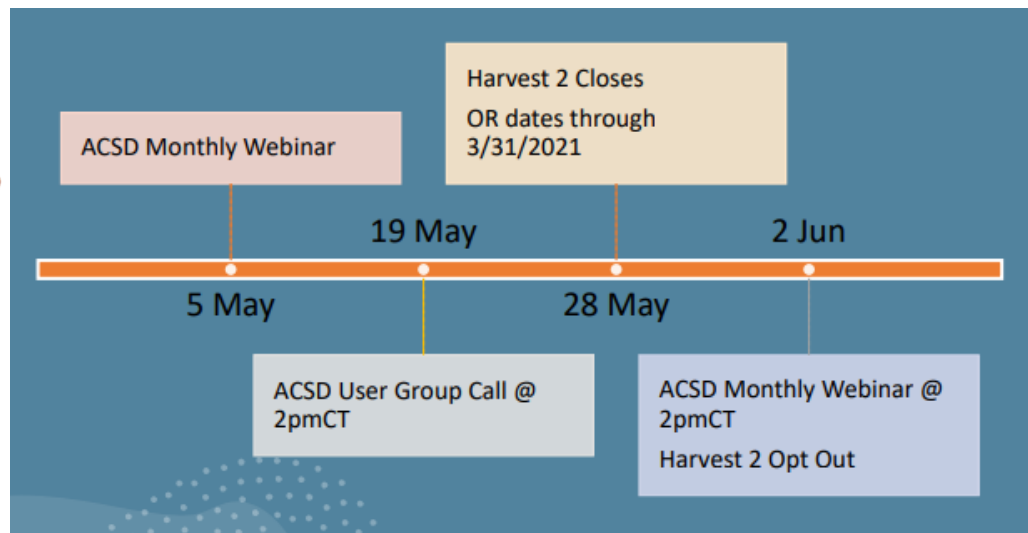 Harvest 2 Closes
OR dates through
3/31/2021
ACSD Monthly Webinar
19 May
2 Jun
5 May
28 May
ACSD User Group Call @
2pmCT
ACSD Monthly Webinar @
2pmCT
Harvest 2 Opt Out